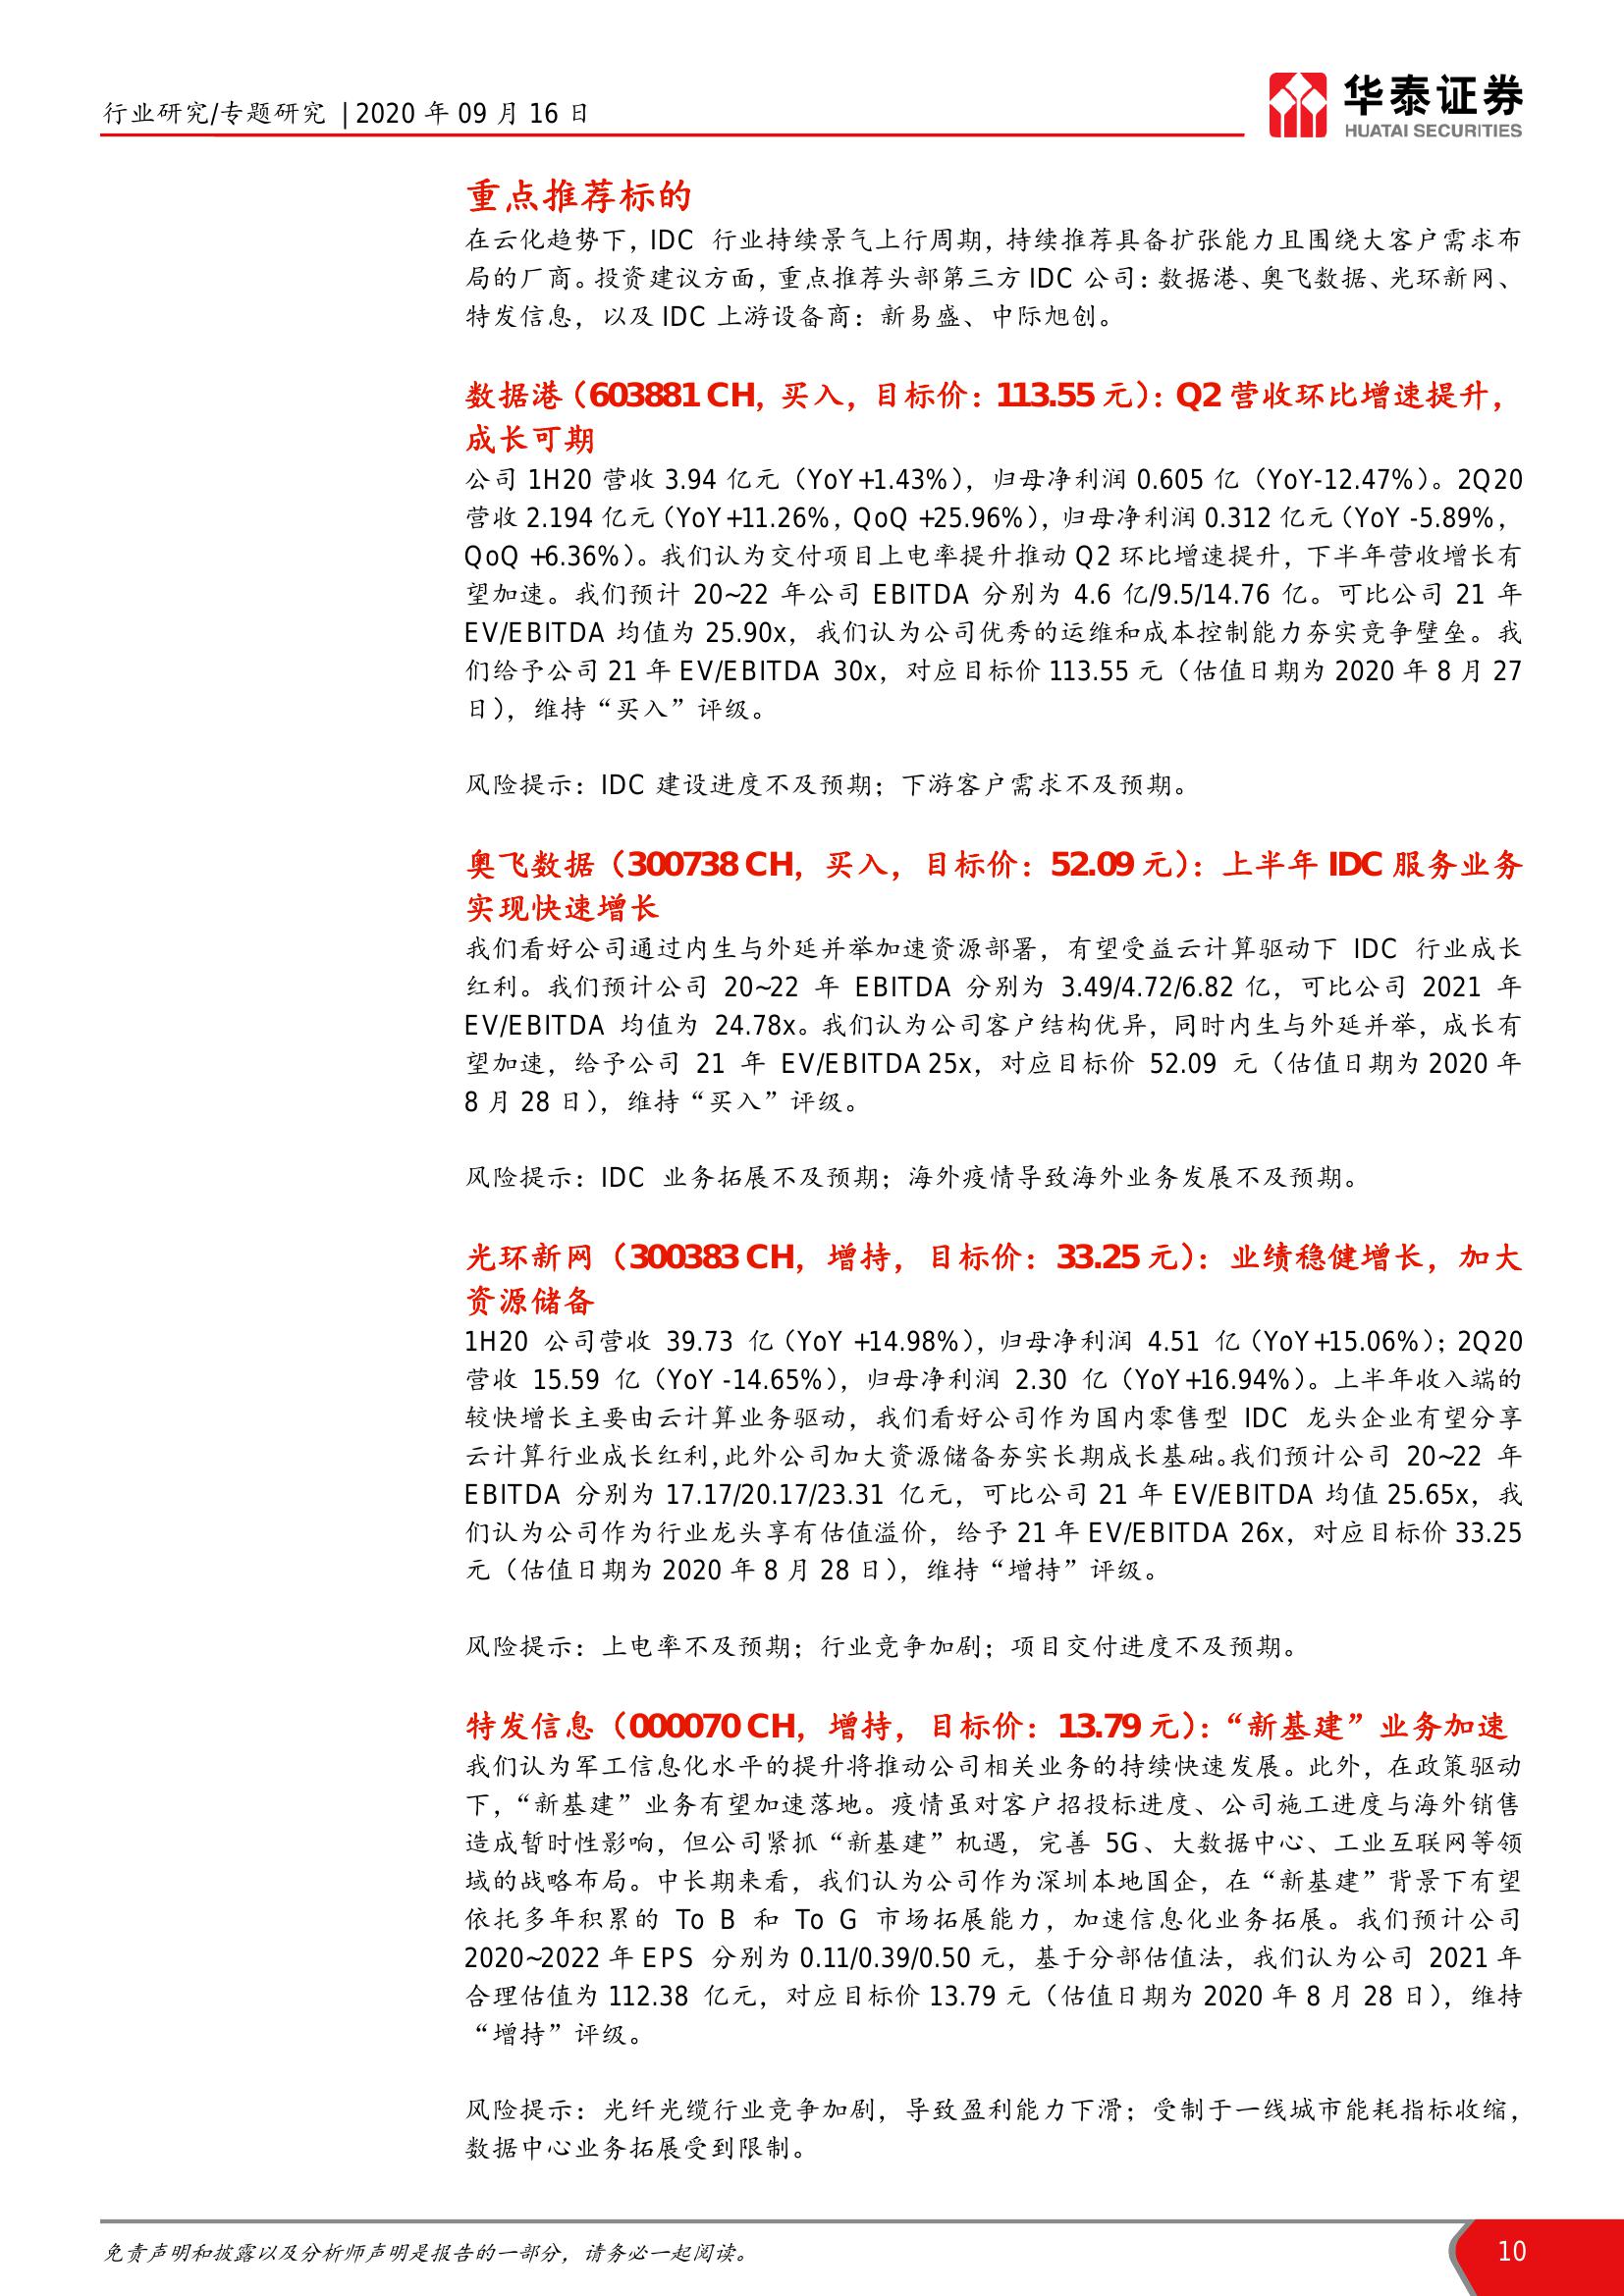 行业研究/专题研究 | 2020 年 09 月 16 日
华泰证券
HUATAI SECURITIES
重点推荐标的
在云化趋势下，IDC 行业持续景气上行周期，持续推荐具备扩张能力且围绕大客户需求布
局的厂商。投资建议方面，重点推荐头部第三方 IDC 公司：数据港、奥飞数据、光环新网、
特发信息，以及 IDC 上游设备商：新易盛、中际旭创。
数据港（603881 CH，买入，目标价：113.55 元）：Q2 营收环比增速提升，
成长可期
公司 1H20 营收 3.94 亿元（YoY+1.43%），归母净利润 0.605 亿（YoY-12.47%）。2Q20
营收 2.194 亿元（YoY+11.26%，QoQ +25.96%），归母净利润 0.312 亿元（YoY -5.89%，
QoQ +6.36%）。我们认为交付项目上电率提升推动 Q2 环比增速提升，下半年营收增长有
望加速。我们预计 20~22 年公司 EBITDA 分别为 4.6 亿/9.5/14.76 亿。可比公司 21 年
EV/EBITDA 均值为 25.90x，我们认为公司优秀的运维和成本控制能力夯实竞争壁垒。我
们给予公司 21 年 EV/EBITDA 30x，对应目标价 113.55 元（估值日期为 2020 年 8 月 27
日），维持“买入”评级。
风险提示：IDC 建设进度不及预期；下游客户需求不及预期。
奥飞数据（300738 CH，买入，目标价：52.09 元）：上半年 IDC 服务业务
实现快速增长
我们看好公司通过内生与外延并举加速资源部署，有望受益云计算驱动下 IDC 行业成长
红利。我们预计公司 20~22 年 EBITDA 分别为 3.49/4.72/6.82 亿，可比公司 2021 年
EV/EBITDA 均值为 24.78x。我们认为公司客户结构优异，同时内生与外延并举，成长有
望加速，给予公司 21 年 EV/EBITDA 25x，对应目标价 52.09 元（估值日期为 2020 年
8 月 28 日），维持“买入”评级。
风险提示：IDC 业务拓展不及预期；海外疫情导致海外业务发展不及预期。
光环新网（300383 CH，增持，目标价：33.25 元）：业绩稳健增长，加大
资源储备
1H20 公司营收 39.73 亿（YoY +14.98%），归母净利润 4.51 亿（YoY+15.06%）；2Q20
营收 15.59 亿（YoY -14.65%），归母净利润 2.30 亿（YoY+16.94%）。上半年收入端的
较快增长主要由云计算业务驱动，我们看好公司作为国内零售型 IDC 龙头企业有望分享
云计算行业成长红利，此外公司加大资源储备夯实长期成长基础。我们预计公司 20~22 年
EBITDA 分别为 17.17/20.17/23.31 亿元，可比公司 21 年 EV/EBITDA 均值 25.65x，我
们认为公司作为行业龙头享有估值溢价，给予 21 年 EV/EBITDA 26x，对应目标价 33.25
元（估值日期为 2020 年 8 月 28 日），维持“增持”评级。
风险提示：上电率不及预期；行业竞争加剧；项目交付进度不及预期。
特发信息（000070 CH，增持，目标价：13.79 元）：“新基建”业务加速
我们认为军工信息化水平的提升将推动公司相关业务的持续快速发展。此外，在政策驱动
下，“新基建”业务有望加速落地。疫情虽对客户招投标进度、公司施工进度与海外销售
造成暂时性影响，但公司紧抓“新基建”机遇，完善 5G、大数据中心、工业互联网等领
域的战略布局。中长期来看，我们认为公司作为深圳本地国企，在“新基建”背景下有望
依托多年积累的 To B 和 To G 市场拓展能力，加速信息化业务拓展。我们预计公司
2020~2022 年 EPS 分别为 0.11/0.39/0.50 元，基于分部估值法，我们认为公司 2021 年
合理估值为 112.38 亿元，对应目标价 13.79 元（估值日期为 2020 年 8 月 28 日），维持
“增持”评级。
风险提示：光纤光缆行业竞争加剧，导致盈利能力下滑；受制于一线城市能耗指标收缩，
数据中心业务拓展受到限制。
免责声明和披露以及分析师声明是报告的一部分，请务必一起阅读。
10